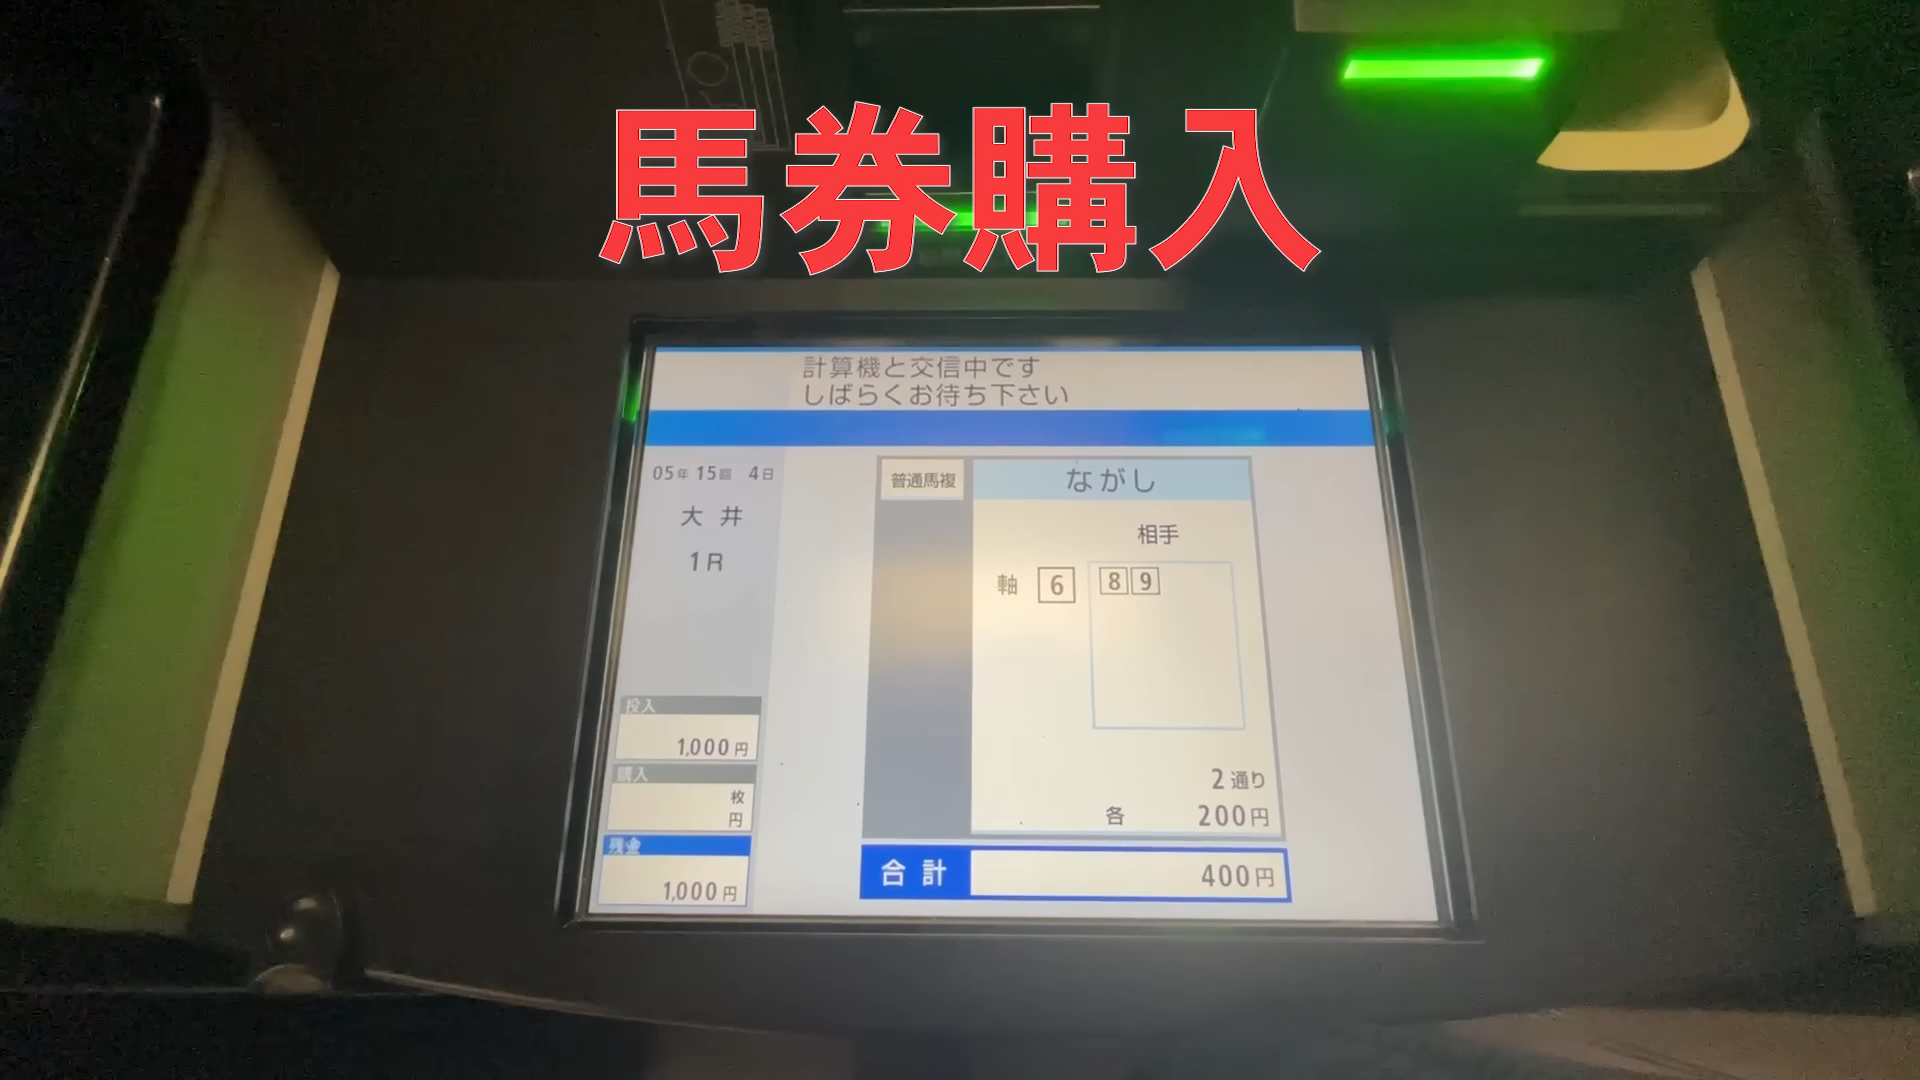 馬券購入
計算機と交信中です
しばらくお待ち下さい
05年 15回 4日
大井
1R
普通馬複
ながし
相手
軸 6 8 9
2通り
各 200円
合計 400円
投入
1,000円
購入
枚
円
残金
1,000円